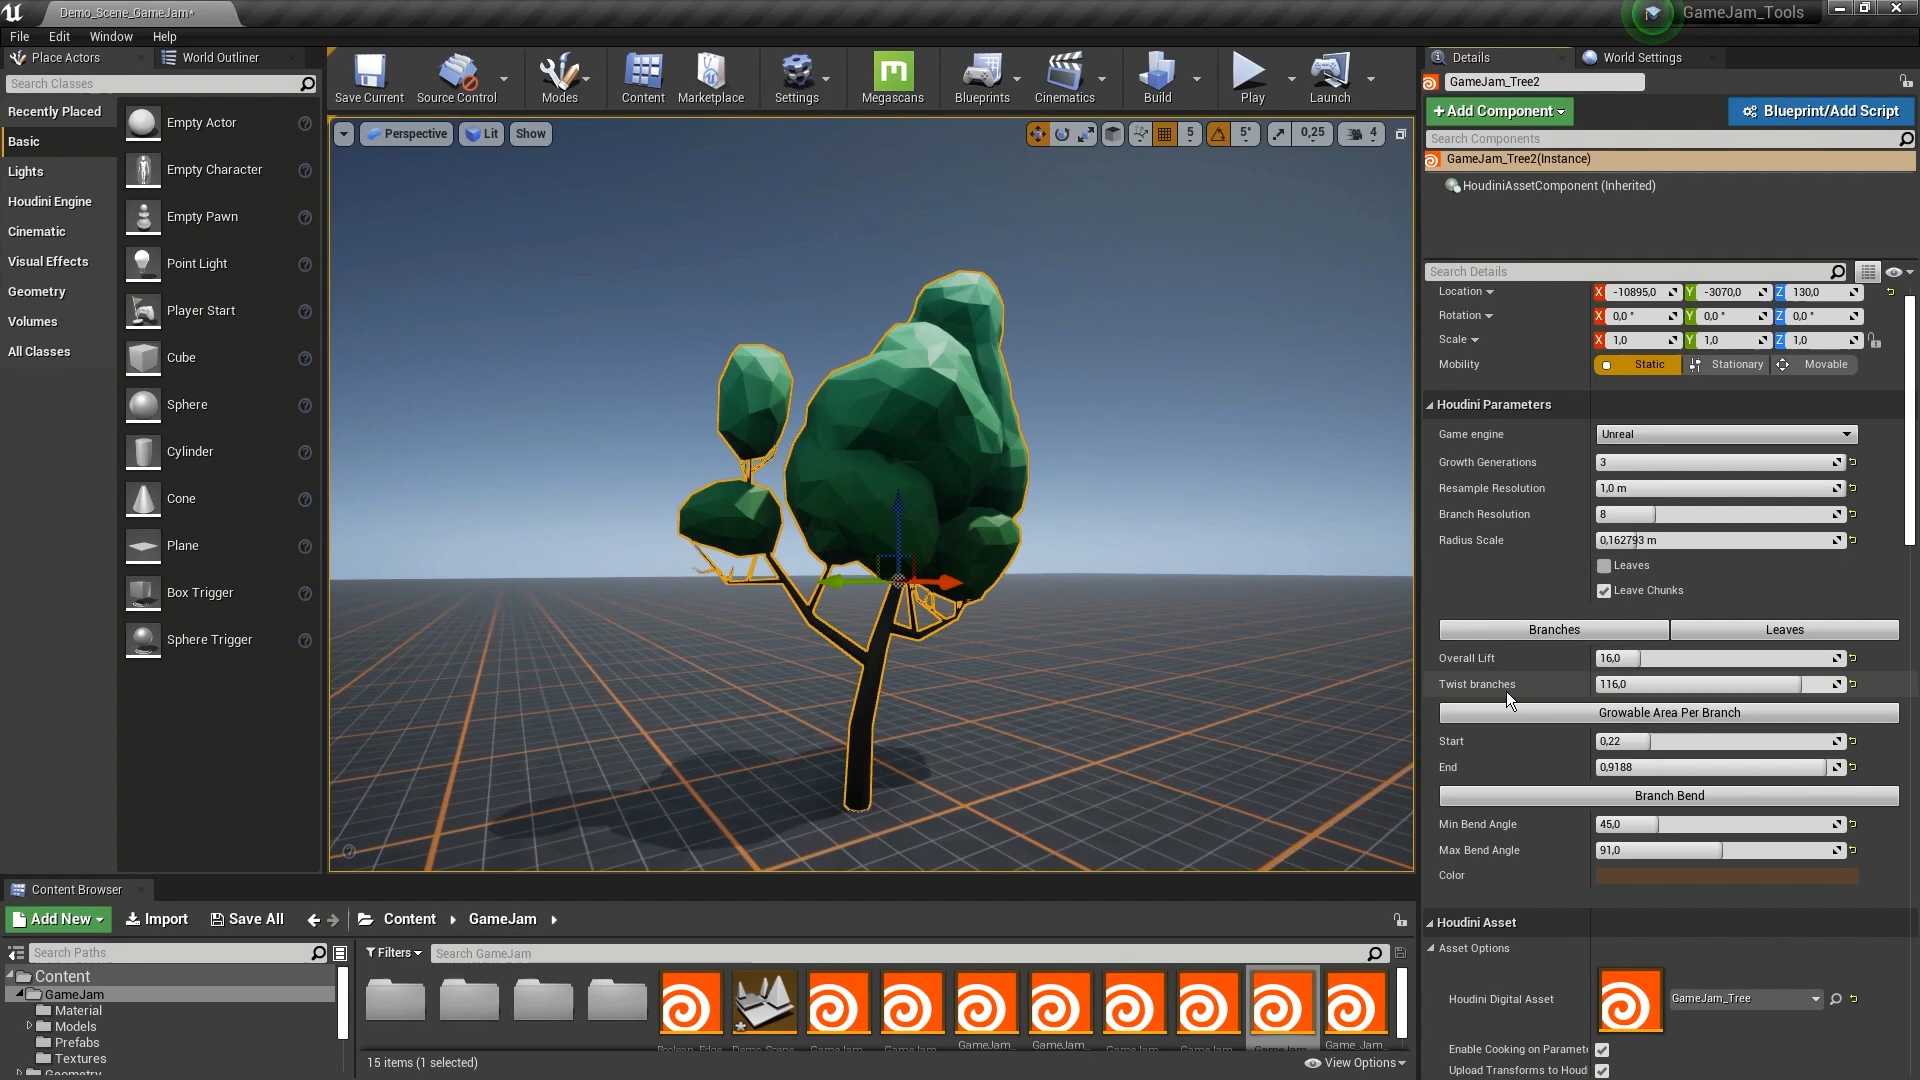 Demo_Scene_GameJam*
GameJam_Tools
File Edit Window Help
Place Actors
World Outliner
Search Classes
Recently Placed
Basic
Lights
Houdini Engine
Cinematic
Visual Effects
Geometry
Volumes
All Classes
Empty Actor
Empty Character
Empty Pawn
Point Light
Player Start
Cube
Sphere
Cylinder
Cone
Plane
Box Trigger
Sphere Trigger
Save Current
Source Control
Modes
Content
Marketplace
Settings
Megascans
Blueprints
Cinematics
Build
Play
Launch
Perspective Lit Show
5 5° 0,25 4
Details
World Settings
GameJam_Tree2
+Add Component
Blueprint/Add Script
Search Components
GameJam_Tree2(Instance)
HoudiniAssetComponent (Inherited)
Search Details
Location X -10895,0 Y -3070,0 Z 130,0
Rotation X 0,0 ° Y 0,0 ° Z 0,0 °
Scale X 1,0 Y 1,0 Z 1,0
Mobility Static Stationary Movable
Houdini Parameters
Game engine Unreal
Growth Generations 3
Resample Resolution 1,0 m
Branch Resolution 8
Radius Scale 0,162793 m
Leaves
Leave Chunks
Branches Leaves
Overall Lift 16,0
Twist branches 116,0
Growable Area Per Branch
Start 0,22
End 0,9188
Branch Bend
Min Bend Angle 45,0
Max Bend Angle 91,0
Color
Houdini Asset
Asset Options
Houdini Digital Asset GameJam_Tree
Enable Cooking on Paramet
Upload Transforms to Houd
Content Browser
Add New Import Save All Content GameJam
Search Paths
Content
GameJam
Material
Models
Prefabs
Textures
Geometry
Filters
Search GameJam
GameJam_ GameJam_
15 items (1 selected)
View Options